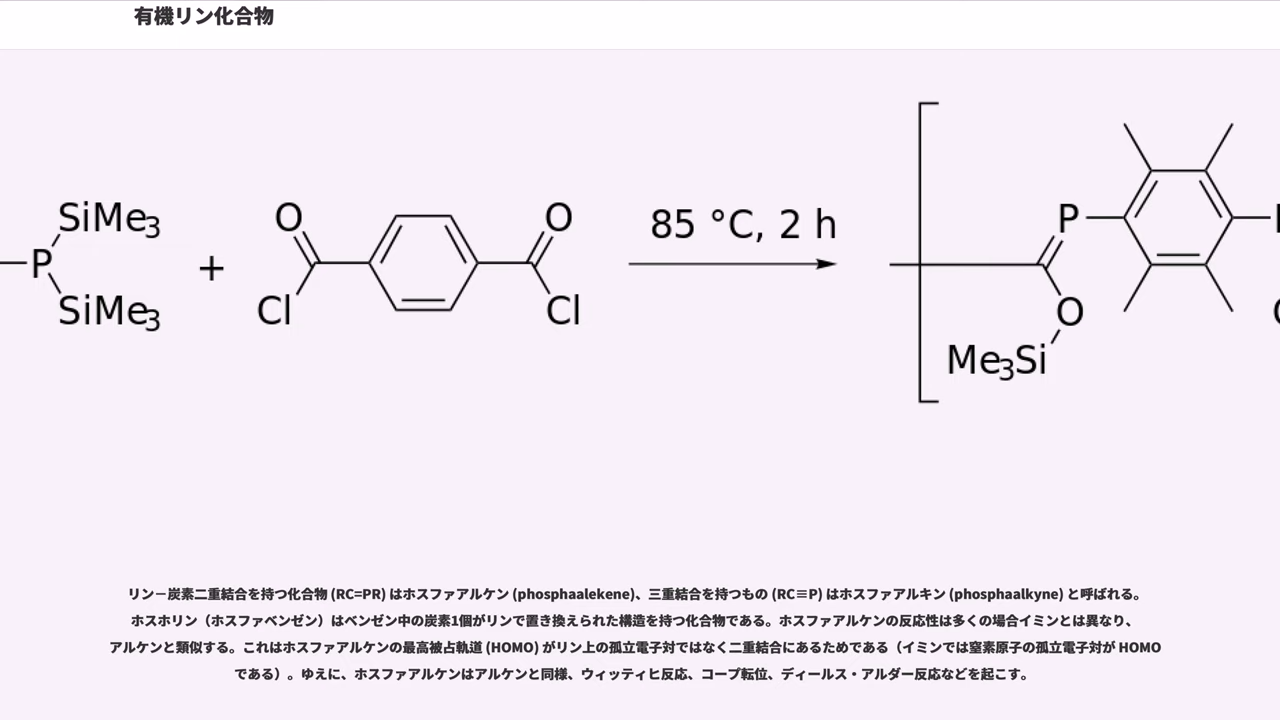 有機リン化合物
SiMe3
P
SiMe3
+
O
Cl
O
Cl
85 °C, 2 h
P
O
Me3Si
リン－炭素二重結合を持つ化合物 (RC=PR) はホスファアルケン (phosphaalekene)、三重結合を持つもの (RC≡P) はホスファアルキン (phosphaalkyne) と呼ばれる。
ホスホリン（ホスファベンゼン）はベンゼン中の炭素1個がリンで置き換えられた構造を持つ化合物である。ホスファアルケンの反応性は多くの場合イミンとは異なり、
アルケンと類似する。これはホスファアルケンの最高被占軌道 (HOMO) がリン上の孤立電子対ではなく二重結合にあるためである（イミンでは窒素原子の孤立電子対が HOMO
である）。ゆえに、ホスファアルケンはアルケンと同様、ウィッティヒ反応、コープ転位、ディールス・アルダー反応などを起こす。